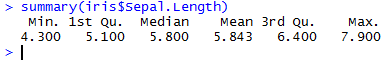 > summary(iris$Sepal.Length)
   Min. 1st Qu.  Median    Mean 3rd Qu.    Max.
  4.300   5.100   5.800   5.843   6.400   7.900
>